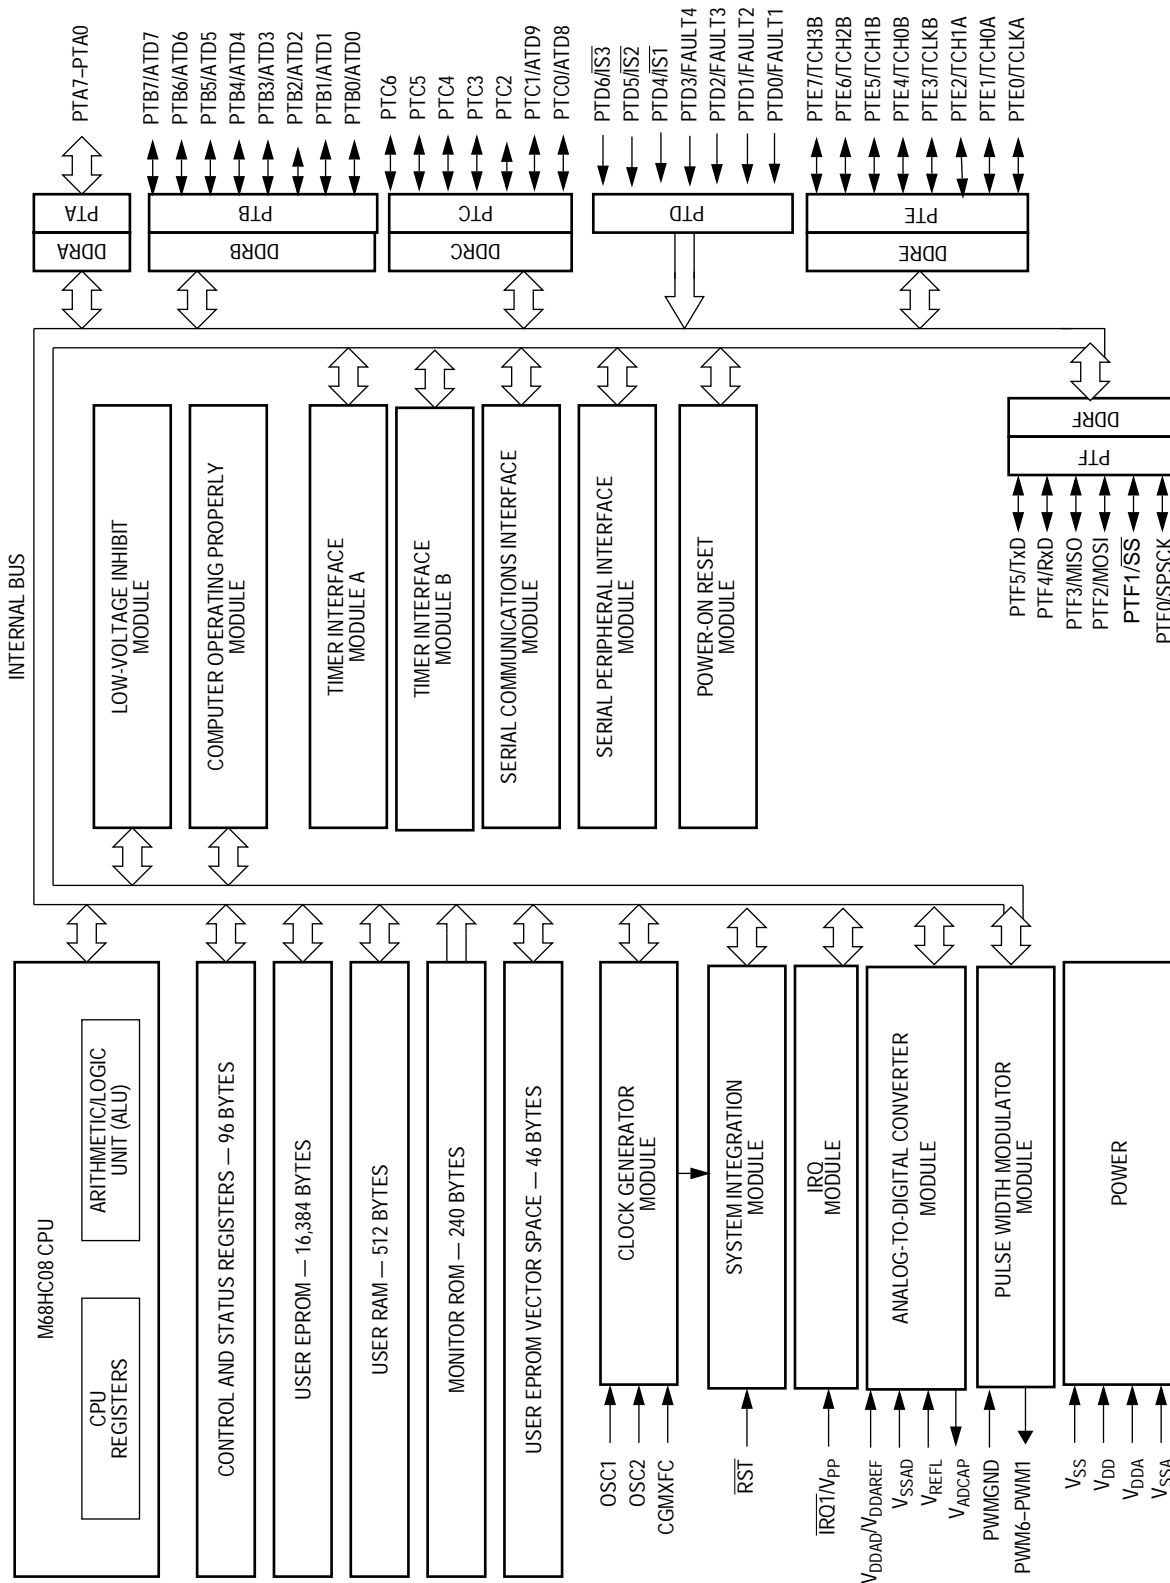 PTA7–PTA0
PTB7/ATD7
PTB6/ATD6
PTB5/ATD5
PTB4/ATD4
PTB3/ATD3
PTB2/ATD2
PTB1/ATD1
PTB0/ATD0
PTC6
PTC5
PTC4
PTC3
PTC2
PTC1/ATD9
PTC0/ATD8
PTD6/IS3
PTD5/IS2
PTD4/IS1
PTD3/FAULT4
PTD2/FAULT3
PTD1/FAULT2
PTD0/FAULT1
PTE7/TCH3B
PTE6/TCH2B
PTE5/TCH1B
PTE4/TCH0B
PTE3/TCLKB
PTE2/TCH1A
PTE1/TCH0A
PTE0/TCLKA
PTA
DDRA
PTB
DDRB
PTC
DDRC
PTD
PTE
DDRE
DDRF
PTF
PTF5/TxD
PTF4/RxD
PTF3/MISO
PTF2/MOSI
PTF1/SS
PTF0/SPSCK
INTERNAL BUS
LOW-VOLTAGE INHIBIT
MODULE
COMPUTER OPERATING PROPERLY
MODULE
TIMER INTERFACE
MODULE A
TIMER INTERFACE
MODULE B
SERIAL COMMUNICATIONS INTERFACE
MODULE
SERIAL PERIPHERAL INTERFACE
MODULE
POWER-ON RESET
MODULE
M68HC08 CPU
CPU
REGISTERS
ARITHMETIC/LOGIC
UNIT (ALU)
CONTROL AND STATUS REGISTERS — 96 BYTES
USER EPROM — 16,384 BYTES
USER RAM — 512 BYTES
MONITOR ROM — 240 BYTES
USER EPROM VECTOR SPACE — 46 BYTES
CLOCK GENERATOR
MODULE
SYSTEM INTEGRATION
MODULE
IRQ
MODULE
ANALOG-TO-DIGITAL CONVERTER
MODULE
PULSE WIDTH MODULATOR
MODULE
POWER
OSC1
OSC2
CGMXFC
RST
IRQ1/VPP
VDDAD/VDDAREF
VSSAD
VREFL
VADCAP
PWMGND
PWM6–PWM1
VSS
VDD
VDDA
VSSA